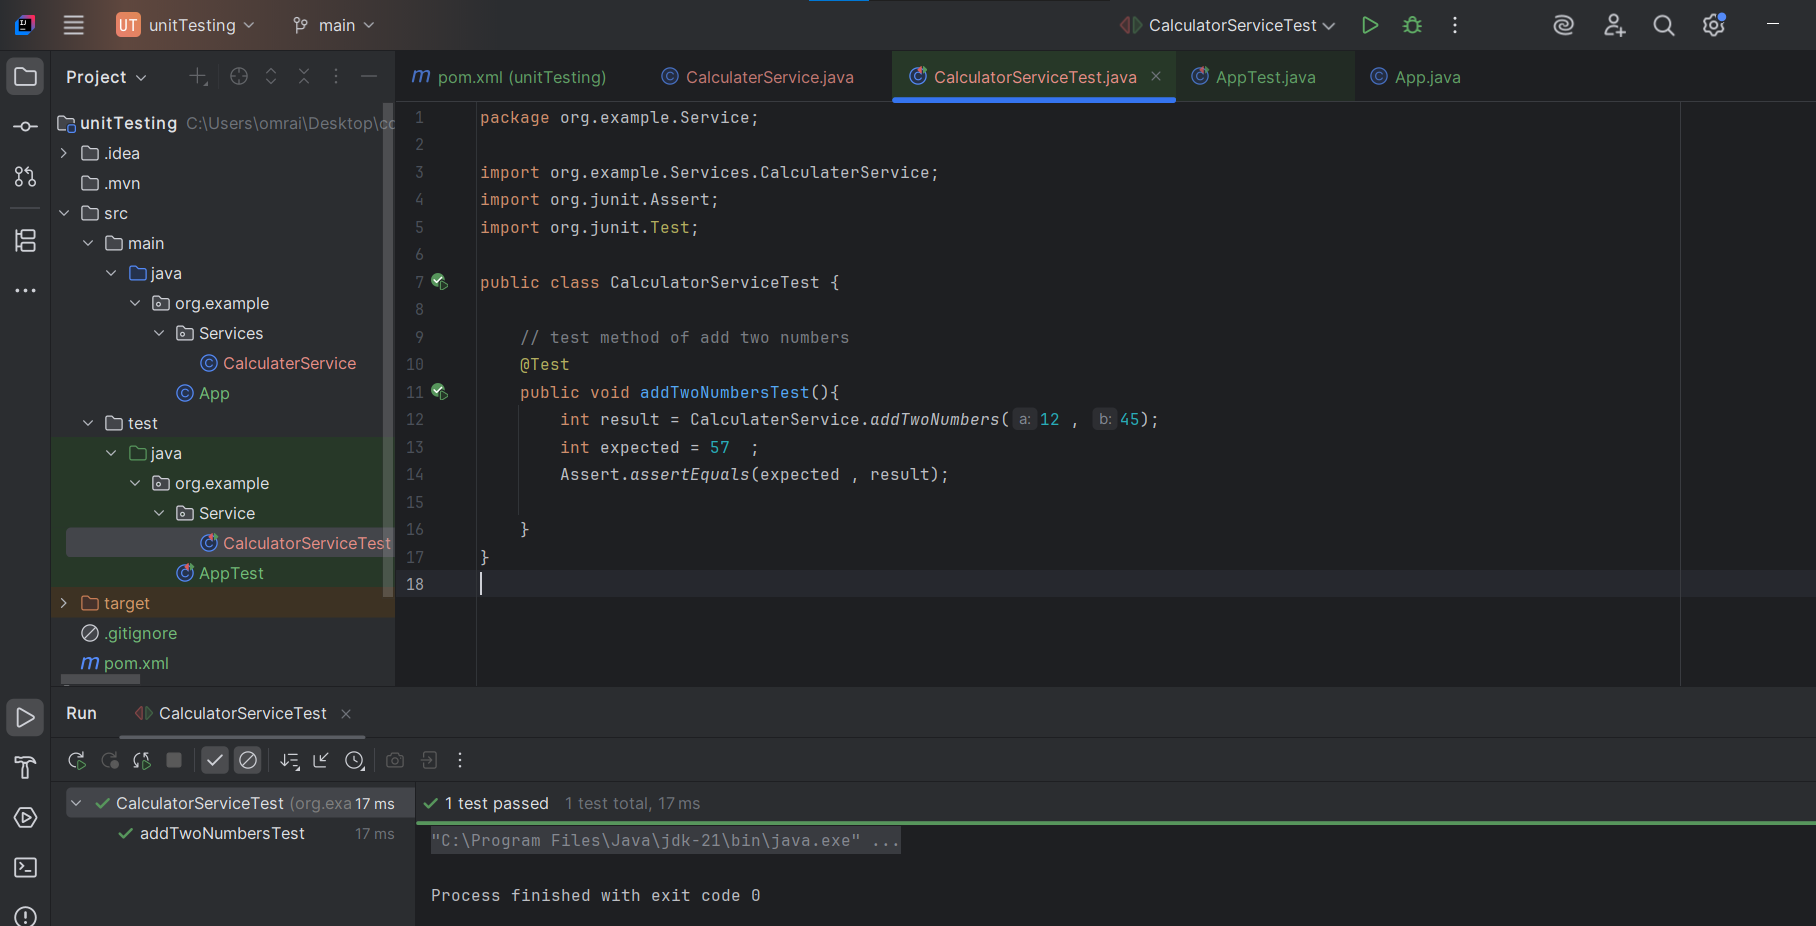 UT unitTesting main CalculatorServiceTest
Project
m pom.xml (unitTesting) CalculaterService.java CalculatorServiceTest.java AppTest.java App.java
unitTesting C:\Users\omrai\Desktop\cc
.idea
.mvn
src
main
java
org.example
Services
CalculaterService
App
test
java
org.example
Service
CalculatorServiceTest
AppTest
target
.gitignore
m pom.xml
1 package org.example.Service;
2
3 import org.example.Services.CalculaterService;
4 import org.junit.Assert;
5 import org.junit.Test;
6
7 public class CalculatorServiceTest {
8
9 // test method of add two numbers
10 @Test
11 public void addTwoNumbersTest(){
12 int result = CalculaterService.addTwoNumbers( a: 12 , b: 45);
13 int expected = 57  ;
14 Assert.assertEquals(expected , result);
15
16 }
17 }
18
Run CalculatorServiceTest
CalculatorServiceTest (org.exa 17 ms
addTwoNumbersTest 17 ms
1 test passed 1 test total, 17 ms
"C:\Program Files\Java\jdk-21\bin\java.exe" ...
Process finished with exit code 0